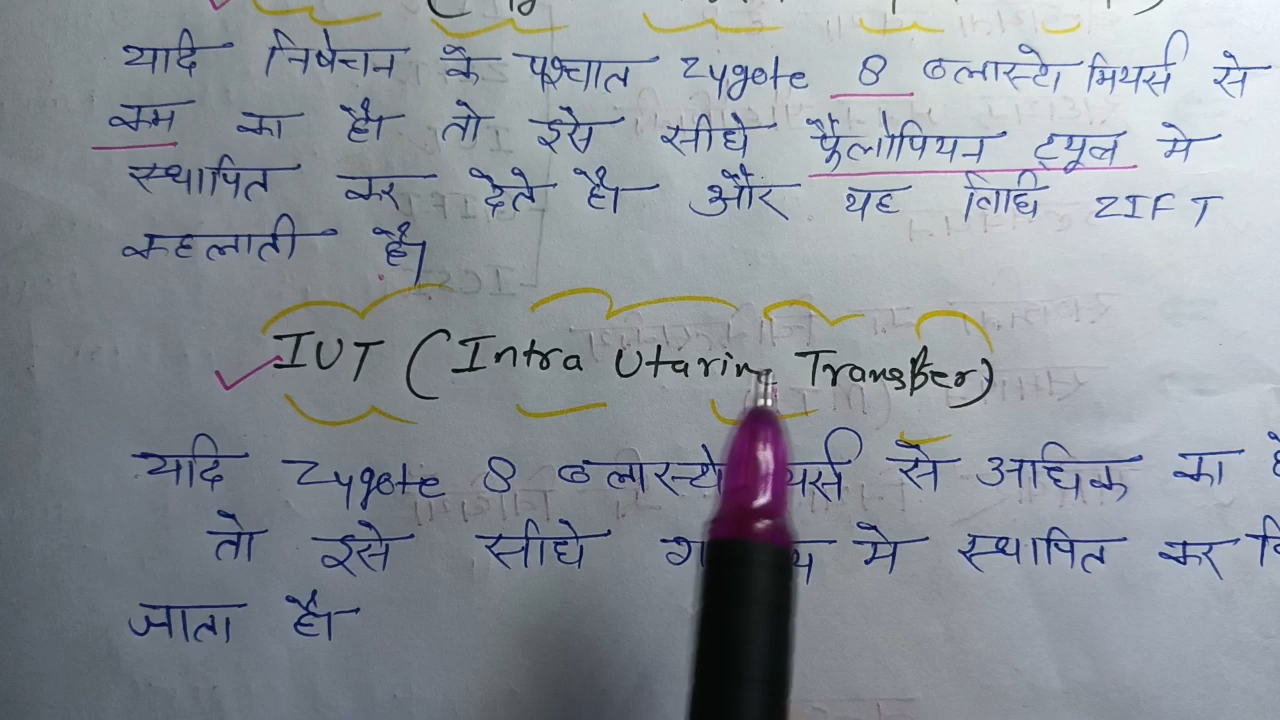 यदि निषेचन के पश्चात zygote 8 ब्लास्टो मियर्स से
कम का है। तो इसे सीधे फैलोपियन ट्यूब मे
स्थापित कर देते है। और यह विधि ZIFT
कहलाती है।
IUT (Intra Utarine Transfer)
यदि zygote 8 से अधिक का
तो इसे सीधे मे स्थापित कर
जाता है।